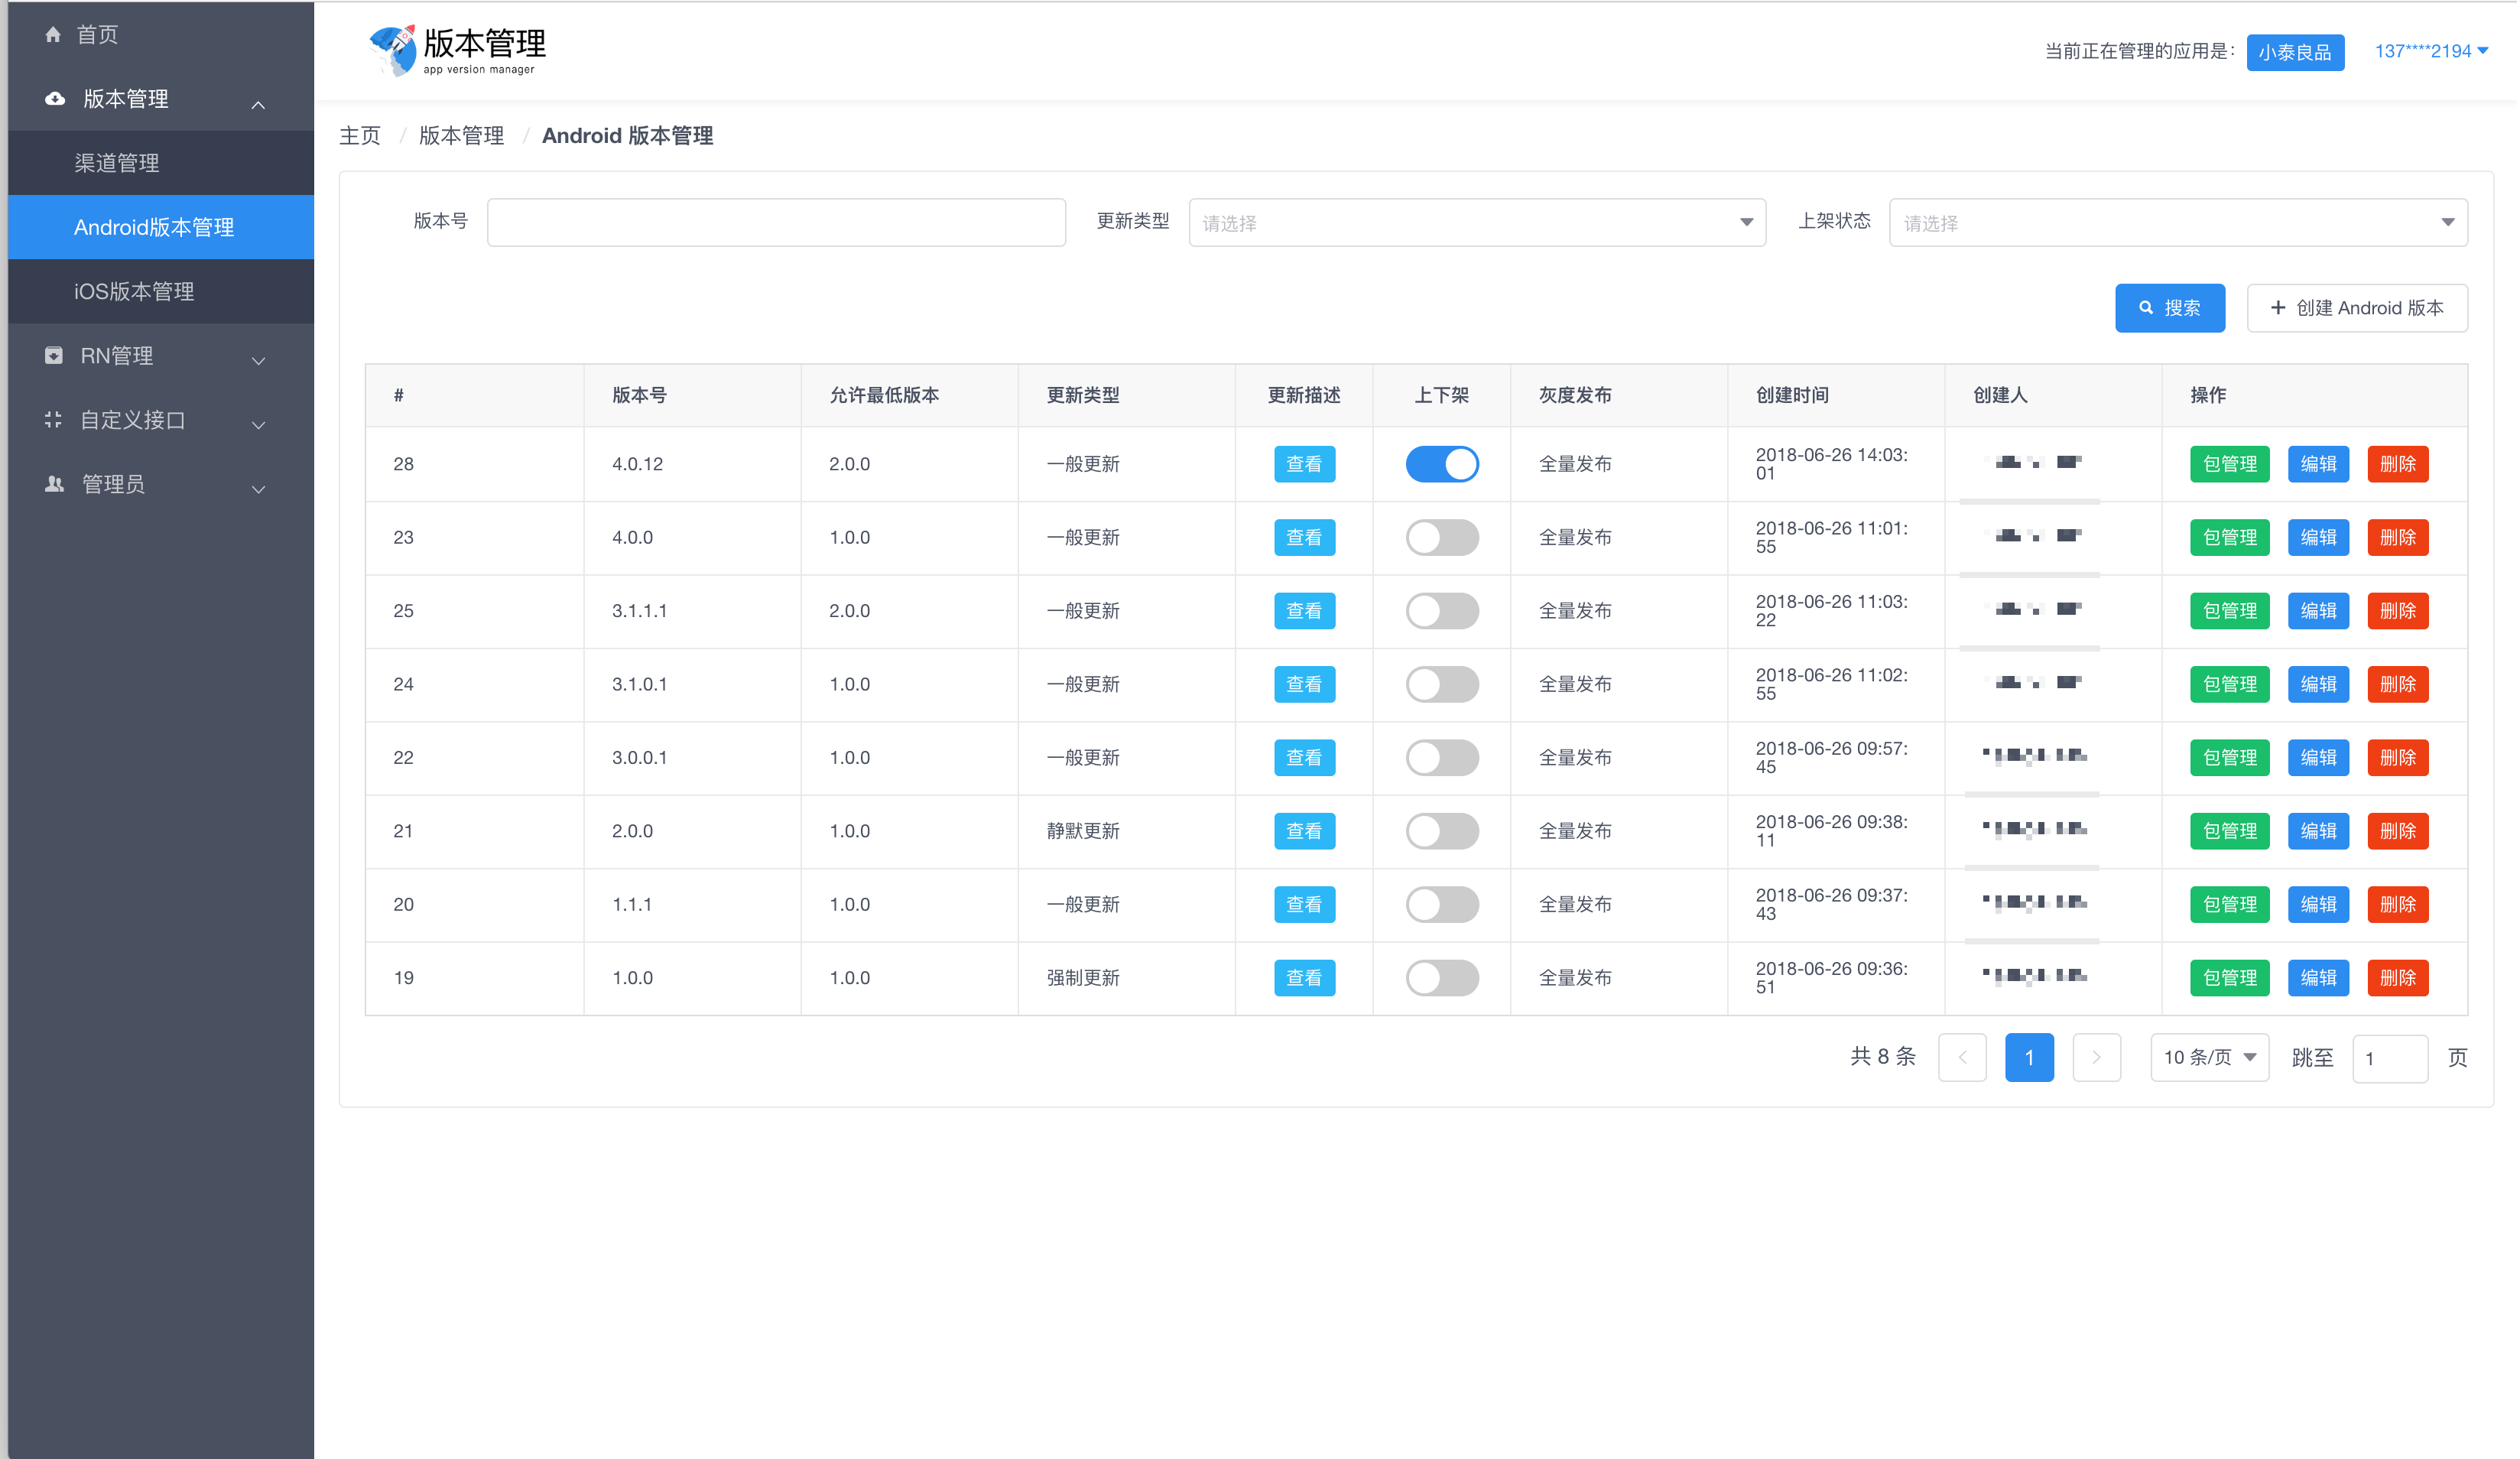 首页
版本管理
渠道管理
Android版本管理
iOS版本管理
RN管理
自定义接口
管理员
版本管理
app version manager
当前正在管理的应用是: 小泰良品 137****2194
主页 / 版本管理 / Android 版本管理
版本号 更新类型 请选择 上架状态 请选择
搜索 + 创建 Android 版本
# 版本号 允许最低版本 更新类型 更新描述 上下架 灰度发布 创建时间 创建人 操作
28 4.0.12 2.0.0 一般更新 查看 全量发布 2018-06-26 14:03:
01 包管理 编辑 删除
23 4.0.0 1.0.0 一般更新 查看 全量发布 2018-06-26 11:01:
55 包管理 编辑 删除
25 3.1.1.1 2.0.0 一般更新 查看 全量发布 2018-06-26 11:03:
22 包管理 编辑 删除
24 3.1.0.1 1.0.0 一般更新 查看 全量发布 2018-06-26 11:02:
55 包管理 编辑 删除
22 3.0.0.1 1.0.0 一般更新 查看 全量发布 2018-06-26 09:57:
45 包管理 编辑 删除
21 2.0.0 1.0.0 静默更新 查看 全量发布 2018-06-26 09:38:
11 包管理 编辑 删除
20 1.1.1 1.0.0 一般更新 查看 全量发布 2018-06-26 09:37:
43 包管理 编辑 删除
19 1.0.0 1.0.0 强制更新 查看 全量发布 2018-06-26 09:36:
51 包管理 编辑 删除
共 8 条 1 10 条/页 跳至 1 页